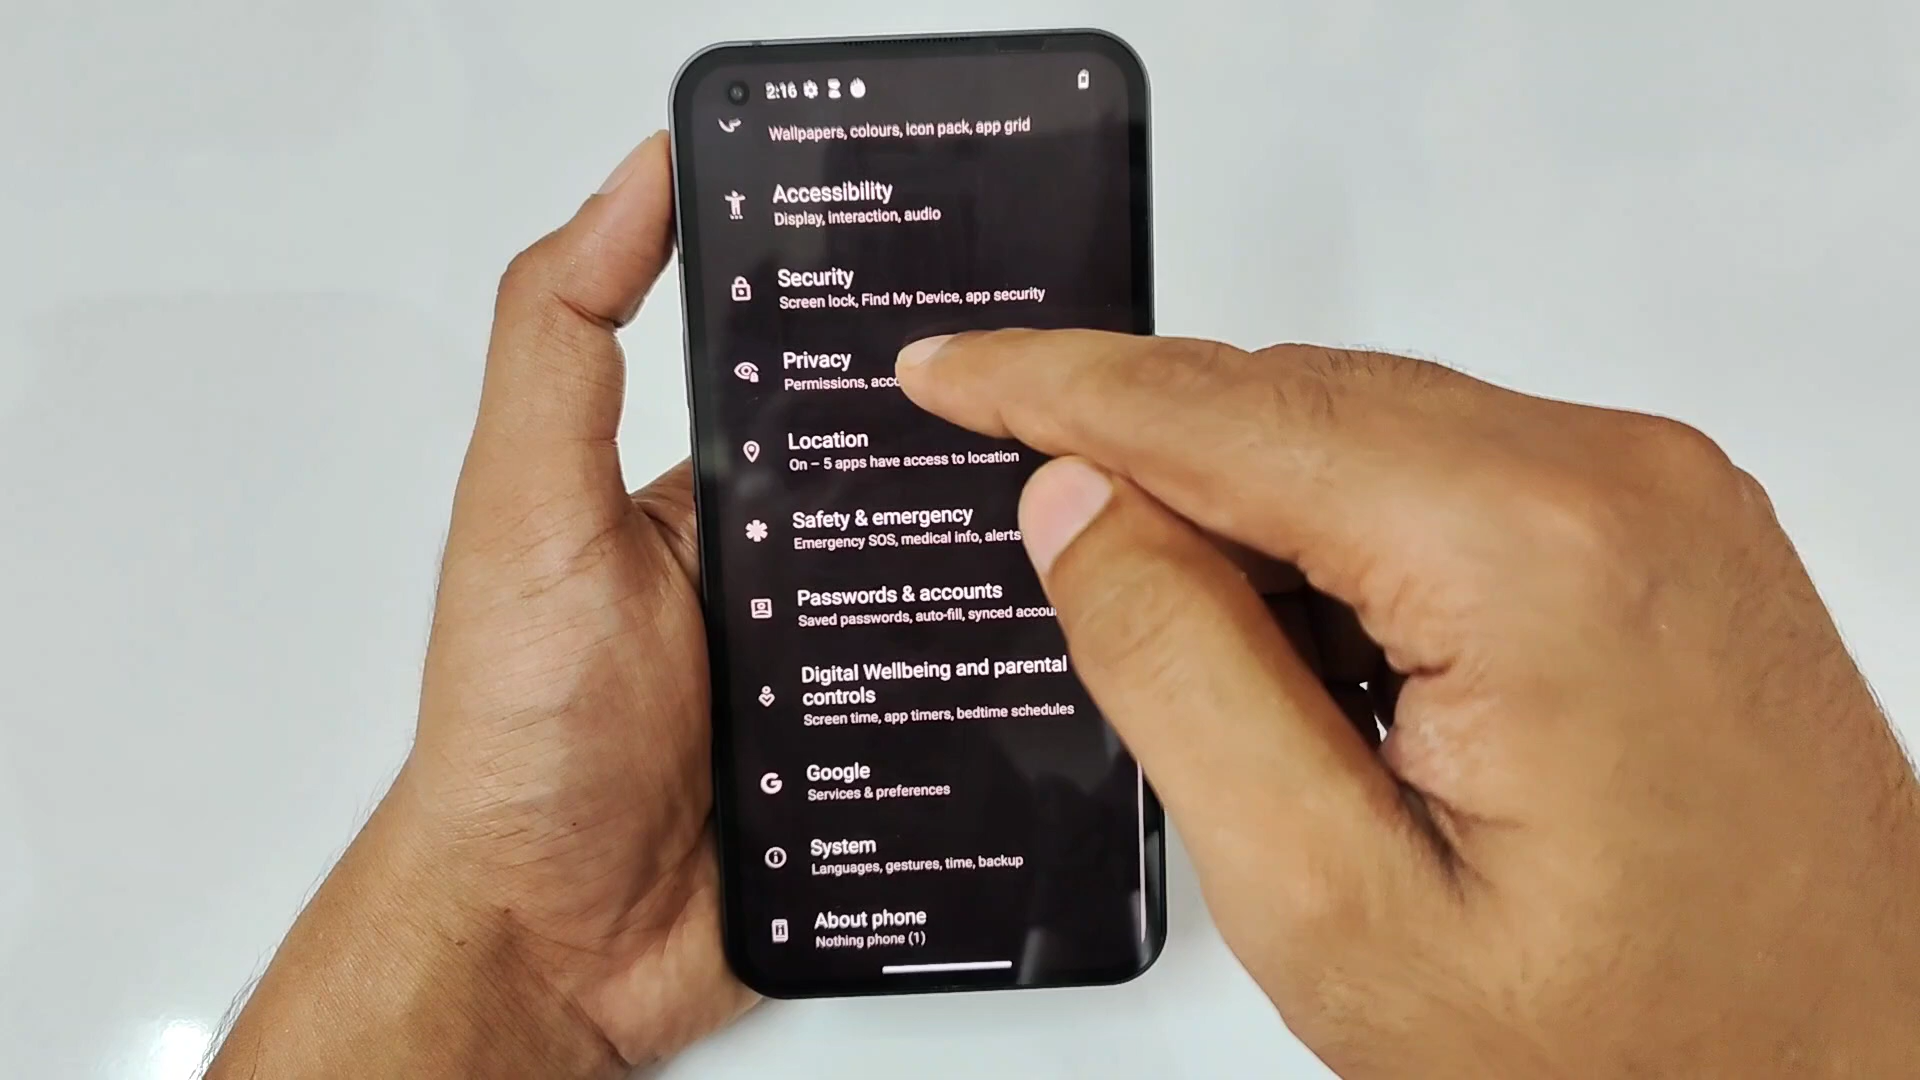 2:16
Wallpapers, colours, icon pack, app grid
Accessibility
Display, interaction, audio
Security
Screen lock, Find My Device, app security
Privacy
Permissions,
Location
On – 5 apps have access to location
Safety & emergency
Emergency SOS, medical info, alerts
Passwords & accounts
Saved passwords, auto-fill, synced
Digital Wellbeing and parental
controls
Screen time, app timers, bedtime schedules
Google
Services & preferences
System
Languages, gestures, time, backup
About phone
Nothing phone (1)